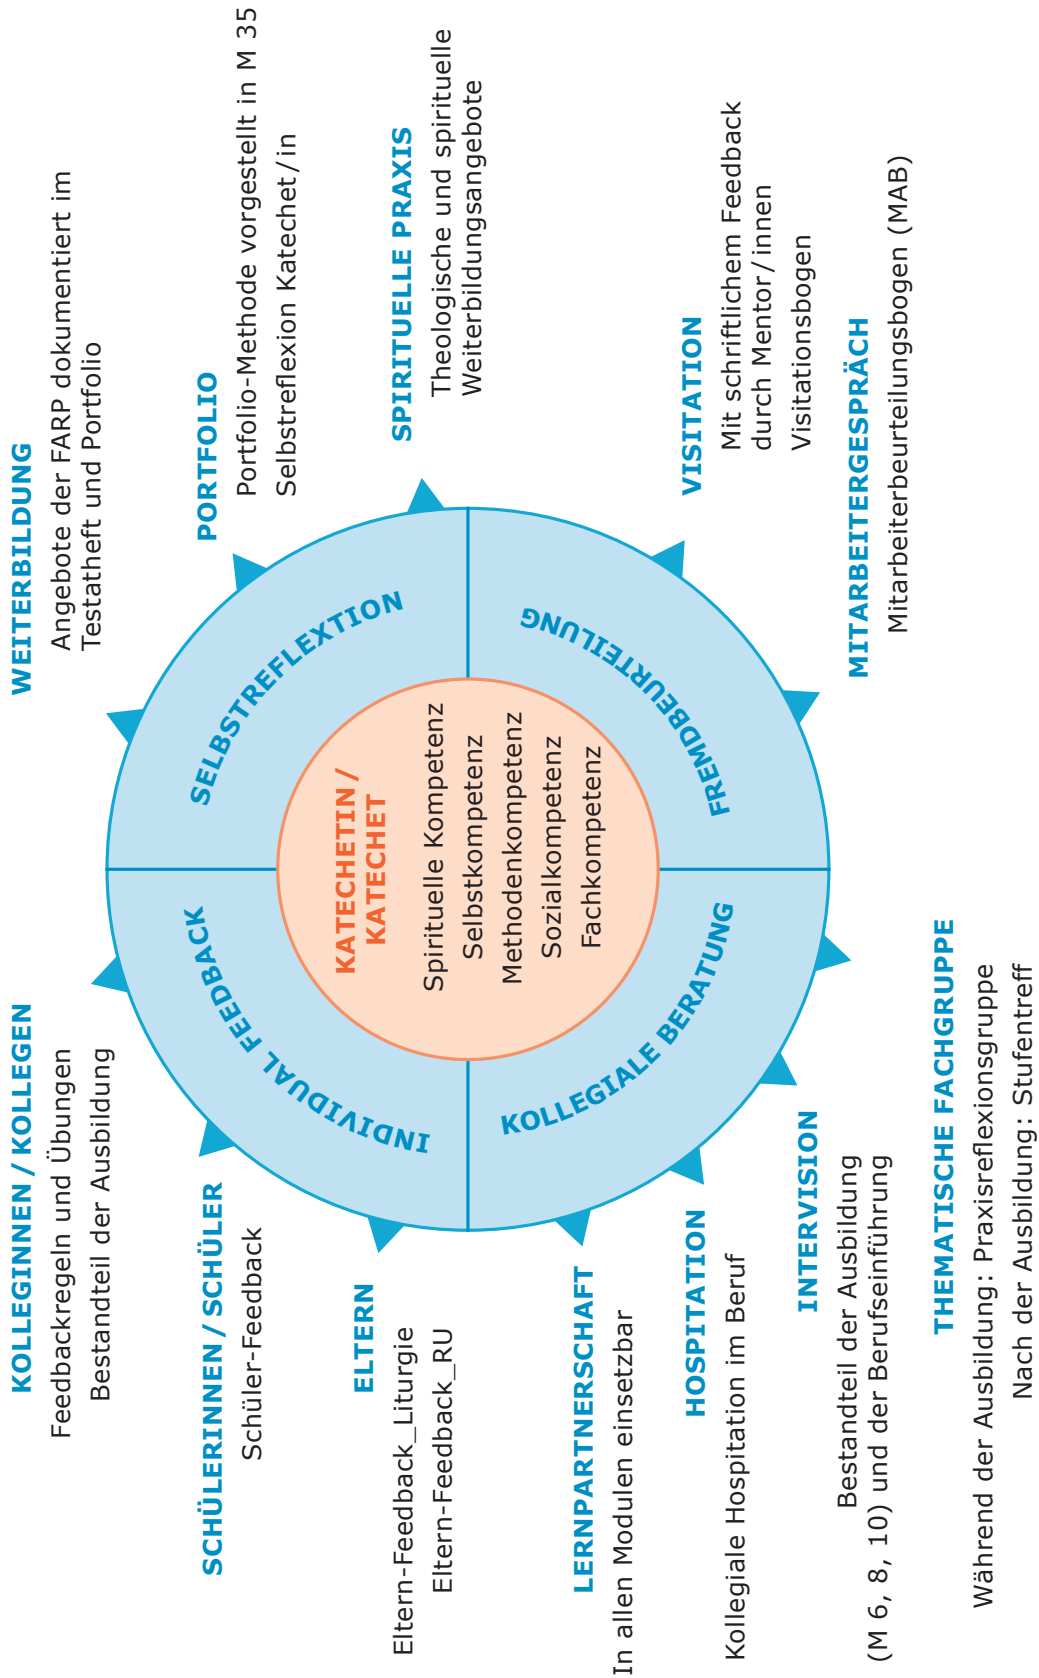 KOLLEGINNEN / KOLLEGEN
Feedbackregeln und Übungen
Bestandteil der Ausbildung
SCHÜLERINNEN / SCHÜLER
Schüler-Feedback
ELTERN
Eltern-Feedback_Liturgie
Eltern-Feedback_RU
WEITERBILDUNG
Angebote der FARP dokumentiert im
Testatheft und Portfolio
PORTFOLIO
Portfolio-Methode vorgestellt in M 35
Selbstreflexion Katechet/in
SPIRITUELLE PRAXIS
Theologische und spirituelle
Weiterbildungsangebote
INDIVIDUAL FEEDBACK
SELBSTREFLEXTION
KATECHETIN /
KATECHET
Spirituelle Kompetenz
Selbstkompetenz
Methodenkompetenz
Sozialkompetenz
Fachkompetenz
KOLLEGIALE BERATUNG
FREMDBEURTEILUNG
LERNPARTNERSCHAFT
In allen Modulen einsetzbar
HOSPITATION
Kollegiale Hospitation im Beruf
INTERVISION
Bestandteil der Ausbildung
(M 6, 8, 10) und der Berufseinführung
THEMATISCHE FACHGRUPPE
Während der Ausbildung: Praxisreflexionsgruppe
Nach der Ausbildung: Stufentreff
VISITATION
Mit schriftlichem Feedback
durch Mentor/innen
Visitationsbogen
MITARBEITERGESPRÄCH
Mitarbeiterbeurteilungsbogen (MAB)